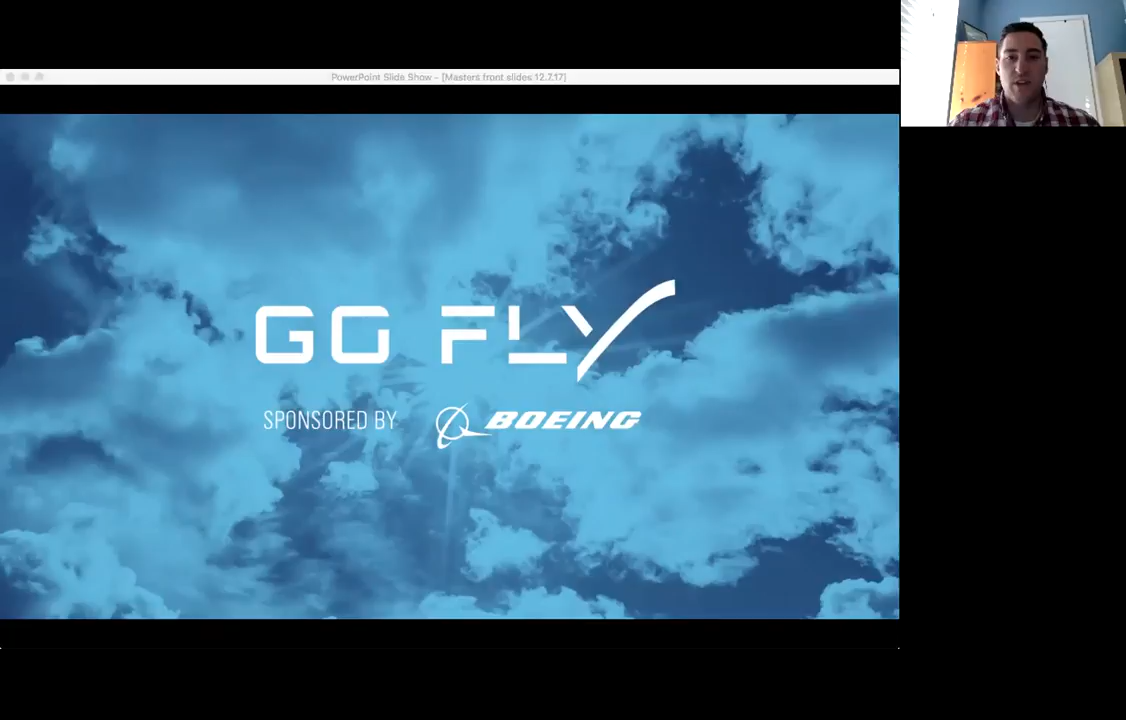 PowerPoint Slide Show - [Masters front slides 12.7.17]
GO FLY
SPONSORED BY BOEING